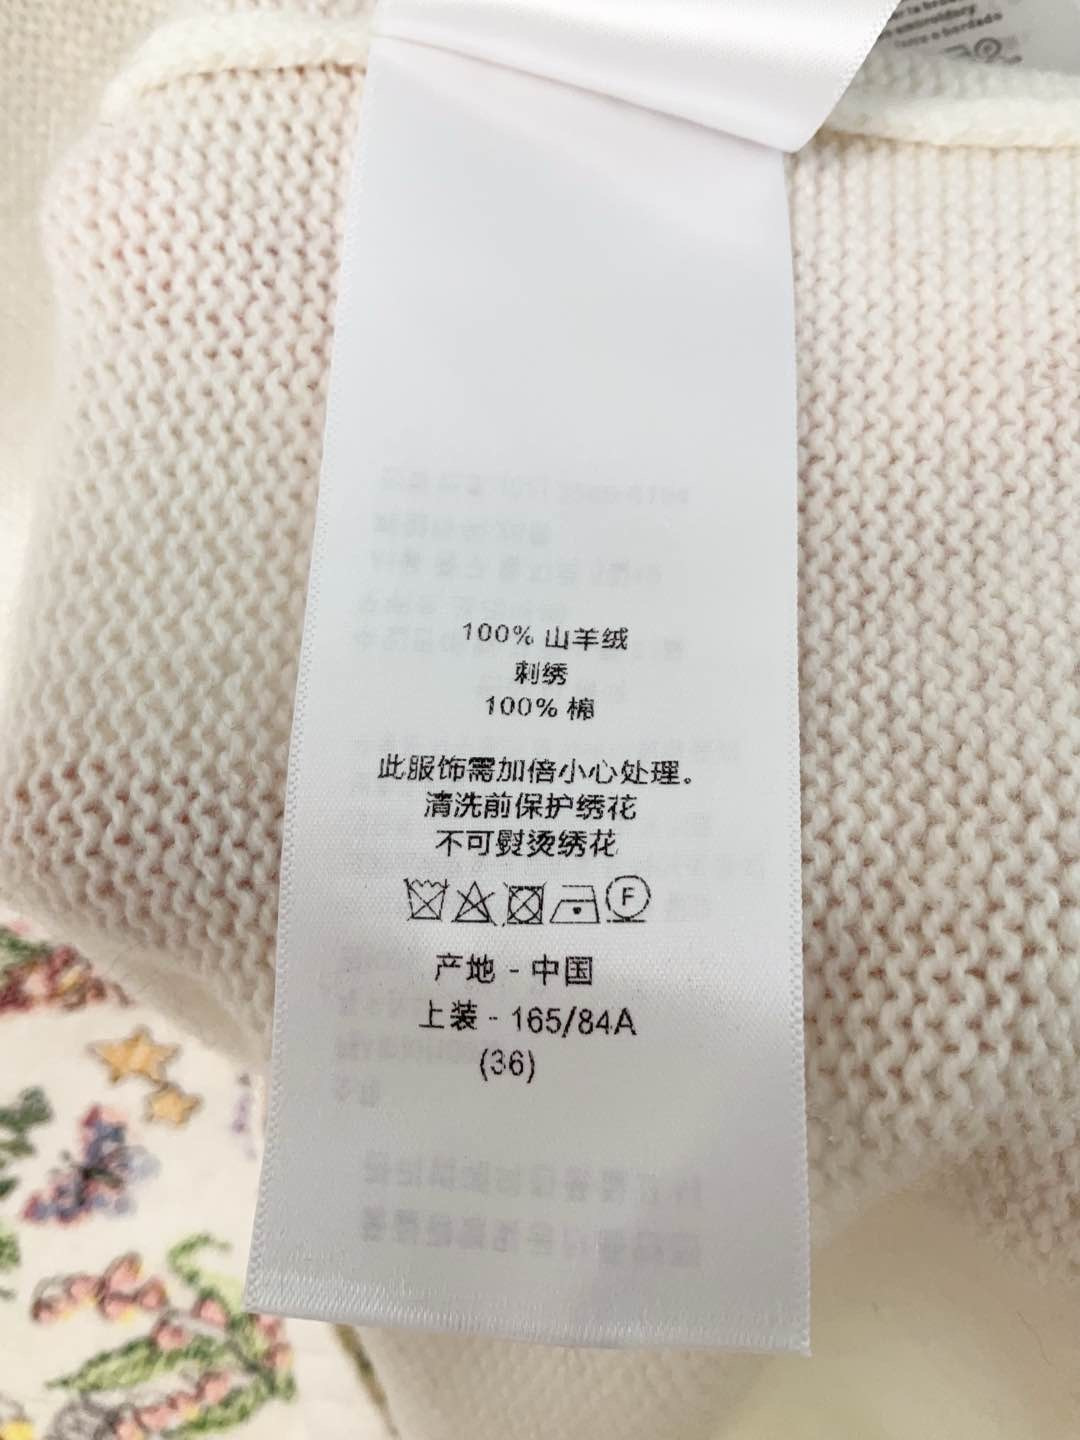 embroidery
100% 山羊绒
刺绣
100% 棉
此服饰需加倍小心处理。
清洗前保护绣花
不可熨烫绣花
F
产地 - 中国
上装 - 165/84A
(36)